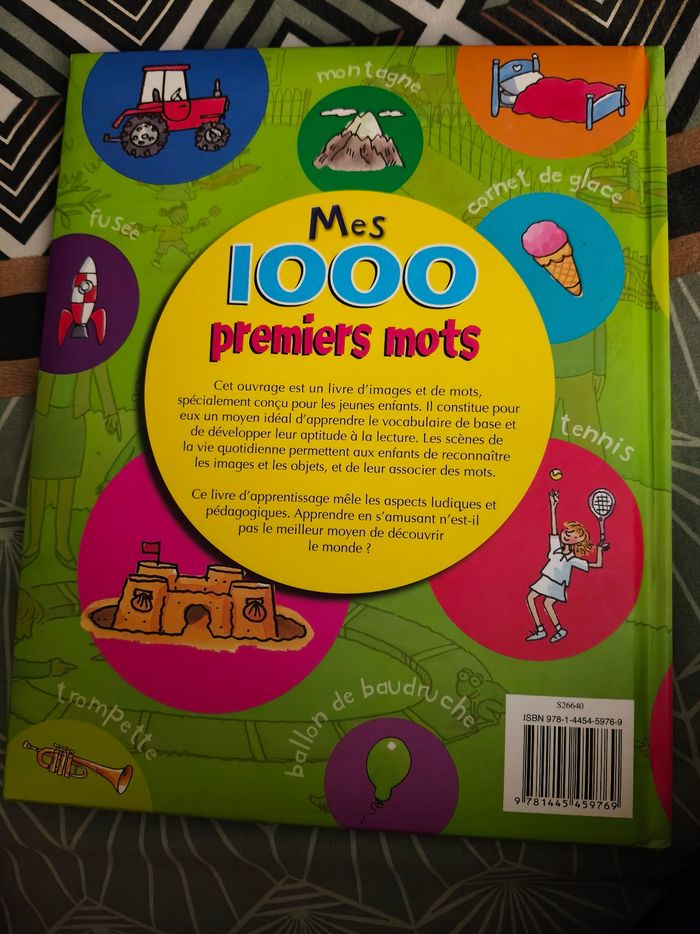 montagne
cornet de glace
fusée
Mes
1000
premiers mots
Cet ouvrage est un livre d'images et de mots,
spécialement conçu pour les jeunes enfants. Il constitue pour
eux un moyen idéal d'apprendre le vocabulaire de base et
de développer leur aptitude à la lecture. Les scènes de
la vie quotidienne permettent aux enfants de reconnaître
les images et les objets, et de leur associer des mots.
Ce livre d'apprentissage mêle les aspects ludiques et
pédagogiques. Apprendre en s'amusant n'est-il
pas le meilleur moyen de découvrir
le monde ?
tennis
trompette
ballon de baudruche
S26640
ISBN 978-1-4454-5976-9
9 781445 459769